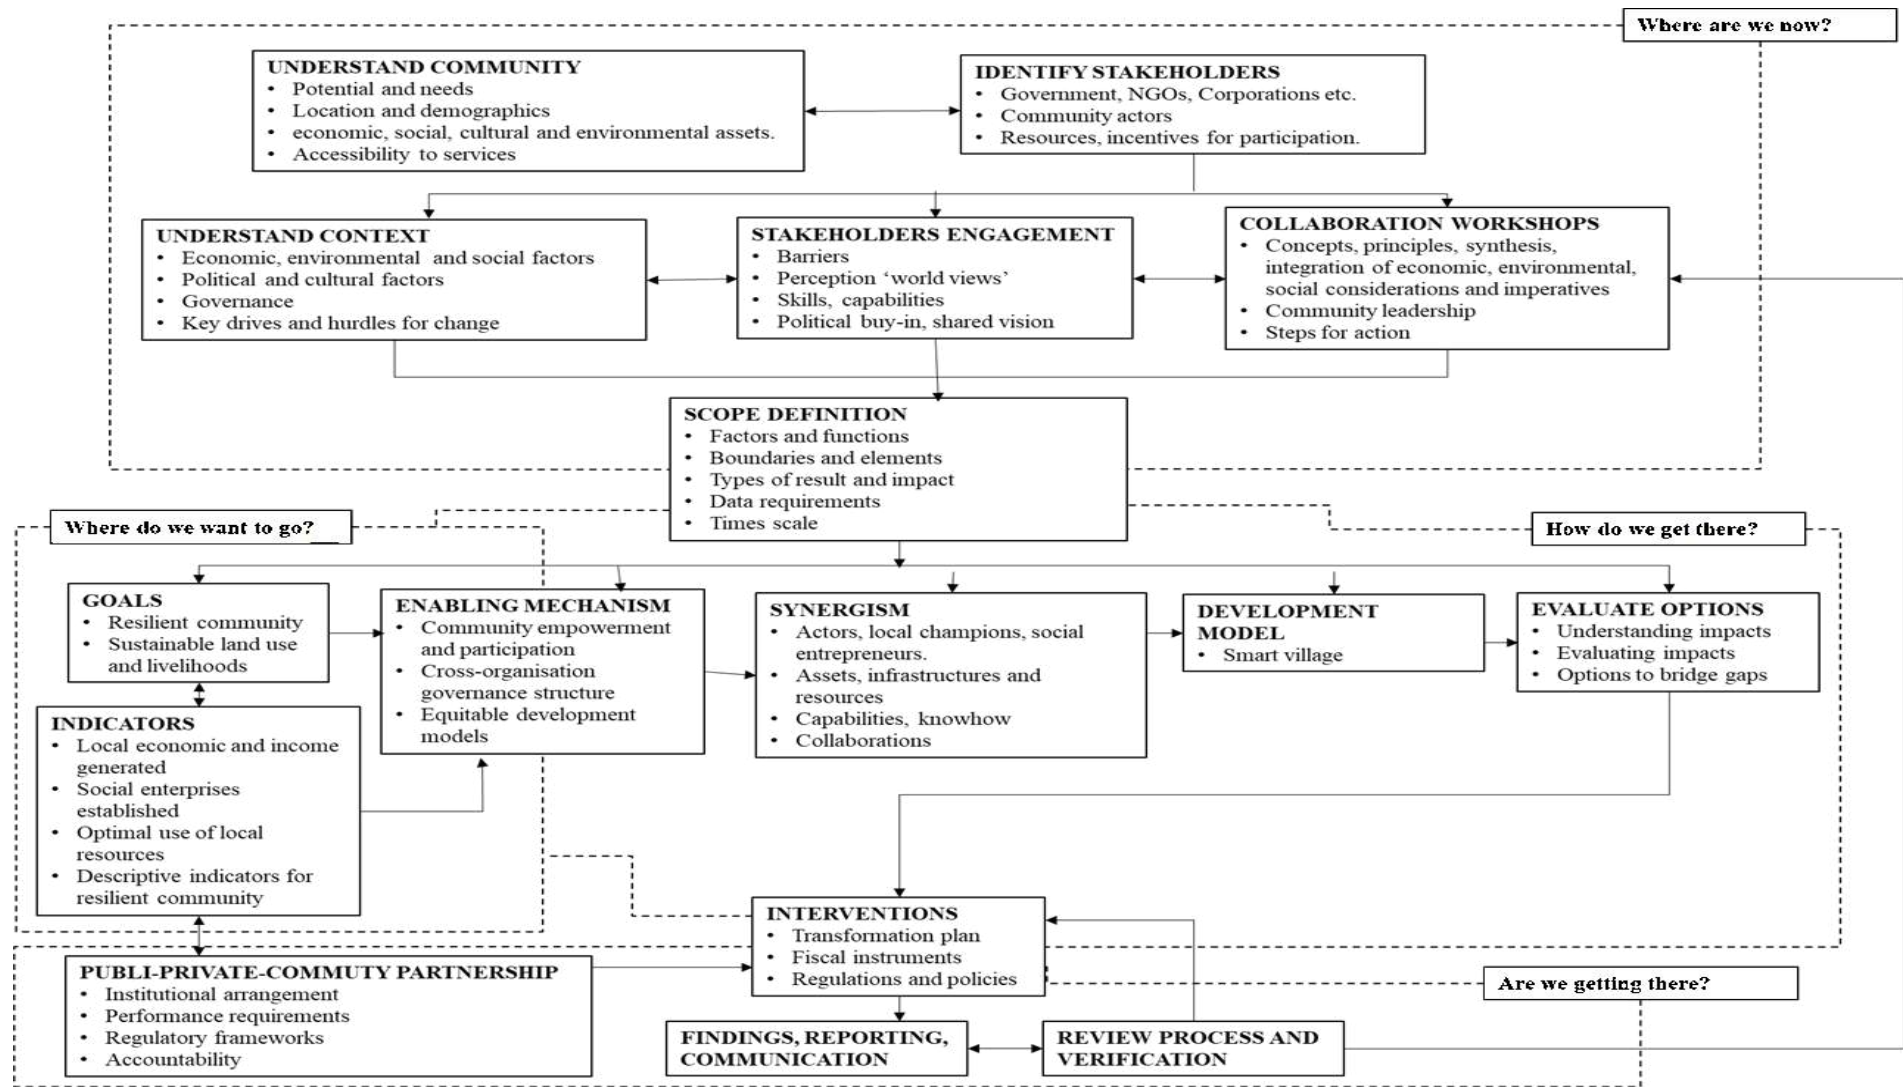 Where are we now?
UNDERSTAND COMMUNITY
• Potential and needs
• Location and demographics
• economic, social, cultural and environmental assets.
• Accessibility to services
IDENTIFY STAKEHOLDERS
• Government, NGOs, Corporations etc.
• Community actors
• Resources, incentives for participation.
UNDERSTAND CONTEXT
• Economic, environmental and social factors
• Political and cultural factors
• Governance
• Key drives and hurdles for change
STAKEHOLDERS ENGAGEMENT
• Barriers
• Perception ‘world views’
• Skills, capabilities
• Political buy-in, shared vision
COLLABORATION WORKSHOPS
• Concepts, principles, synthesis,
integration of economic, environmental,
social considerations and imperatives
• Community leadership
• Steps for action
SCOPE DEFINITION
• Factors and functions
• Boundaries and elements
• Types of result and impact
• Data requirements
• Times scale
Where do we want to go?
How do we get there?
GOALS
• Resilient community
• Sustainable land use
and livelihoods
ENABLING MECHANISM
• Community empowerment
and participation
• Cross-organisation
governance structure
• Equitable development
models
SYNERGISM
• Actors, local champions, social
entrepreneurs.
• Assets, infrastructures and
resources
• Capabilities, knowhow
• Collaborations
DEVELOPMENT
MODEL
• Smart village
EVALUATE OPTIONS
• Understanding impacts
• Evaluating impacts
• Options to bridge gaps
INDICATORS
• Local economic and income
generated
• Social enterprises
established
• Optimal use of local
resources
• Descriptive indicators for
resilient community
INTERVENTIONS
• Transformation plan
• Fiscal instruments
• Regulations and policies
PUBLI-PRIVATE-COMMUTY PARTNERSHIP
• Institutional arrangement
• Performance requirements
• Regulatory frameworks
• Accountability
Are we getting there?
FINDINGS, REPORTING,
COMMUNICATION
REVIEW PROCESS AND
VERIFICATION